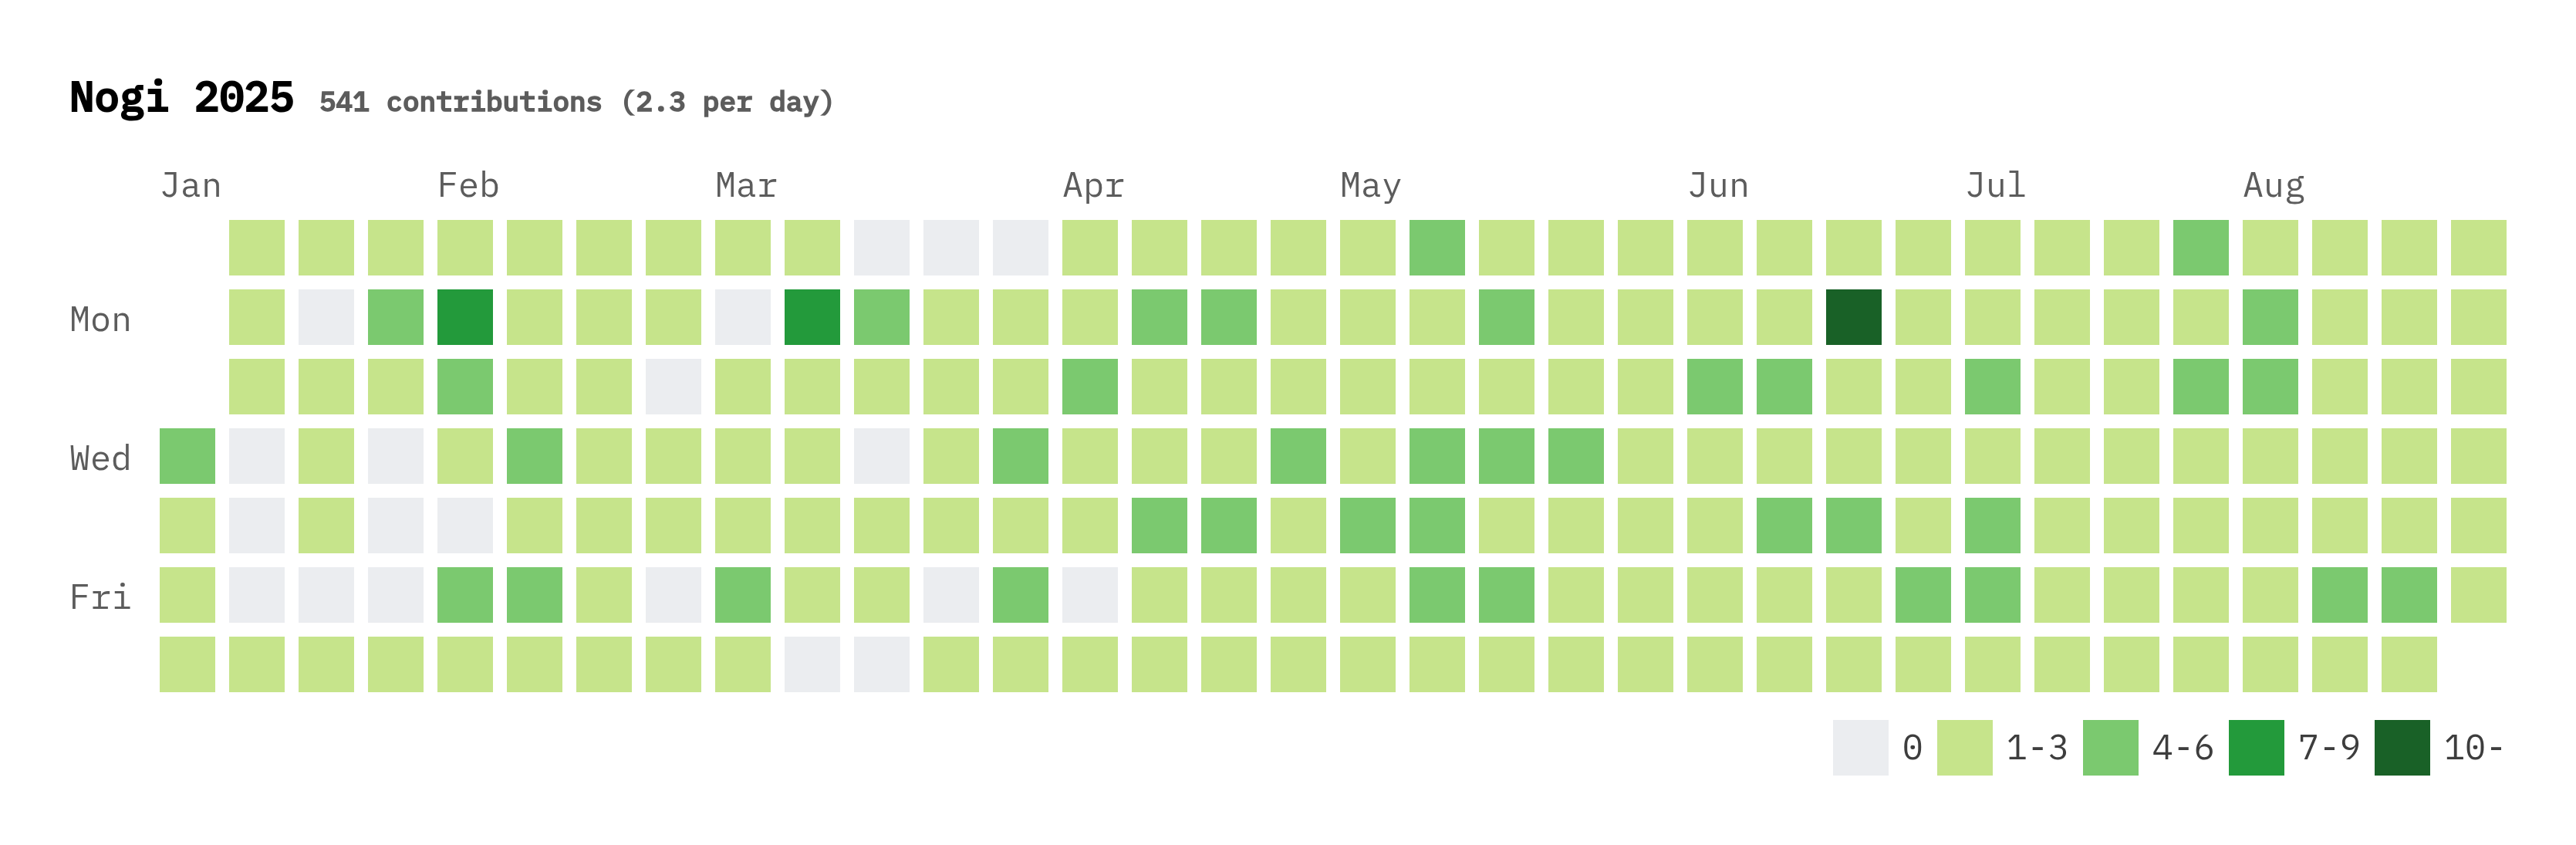 Nogi 2025 541 contributions (2.3 per day)
Jan Feb Mar Apr May Jun Jul Aug
Mon
Wed
Fri
0 1-3 4-6 7-9 10-